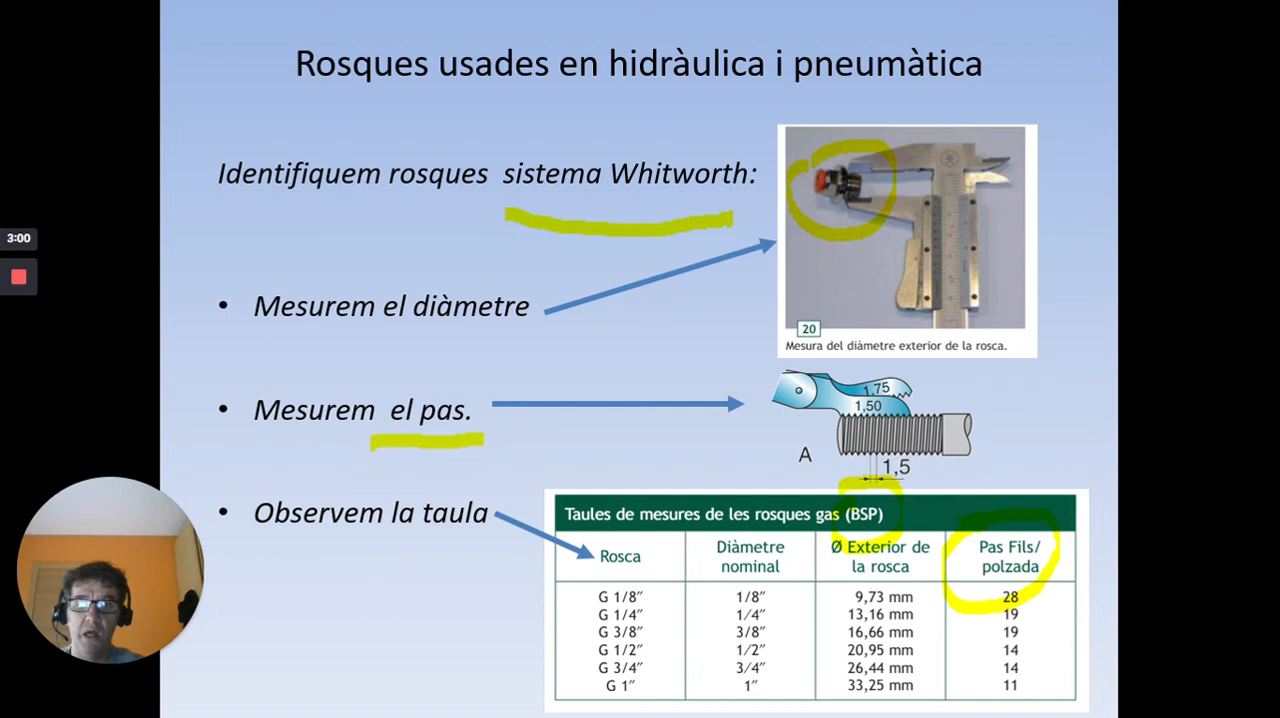 Rosques usades en hidràulica i pneumàtica
Identifiquem rosques sistema Whitworth:
3:00
• Mesurem el diàmetre
20
Mesura del diàmetre exterior de la rosca.
• Mesurem el pas.
1,75
1,50
A
1,5
• Observem la taula
Taules de mesures de les rosques gas (BSP)
Rosca Diàmetre nominal Ø Exterior de la rosca Pas Fils/ polzada
G 1/8″ 1/8″ 9,73 mm 28
G 1/4″ 1/4″ 13,16 mm 19
G 3/8″ 3/8″ 16,66 mm 19
G 1/2″ 1/2″ 20,95 mm 14
G 3/4″ 3/4″ 26,44 mm 14
G 1″ 1″ 33,25 mm 11